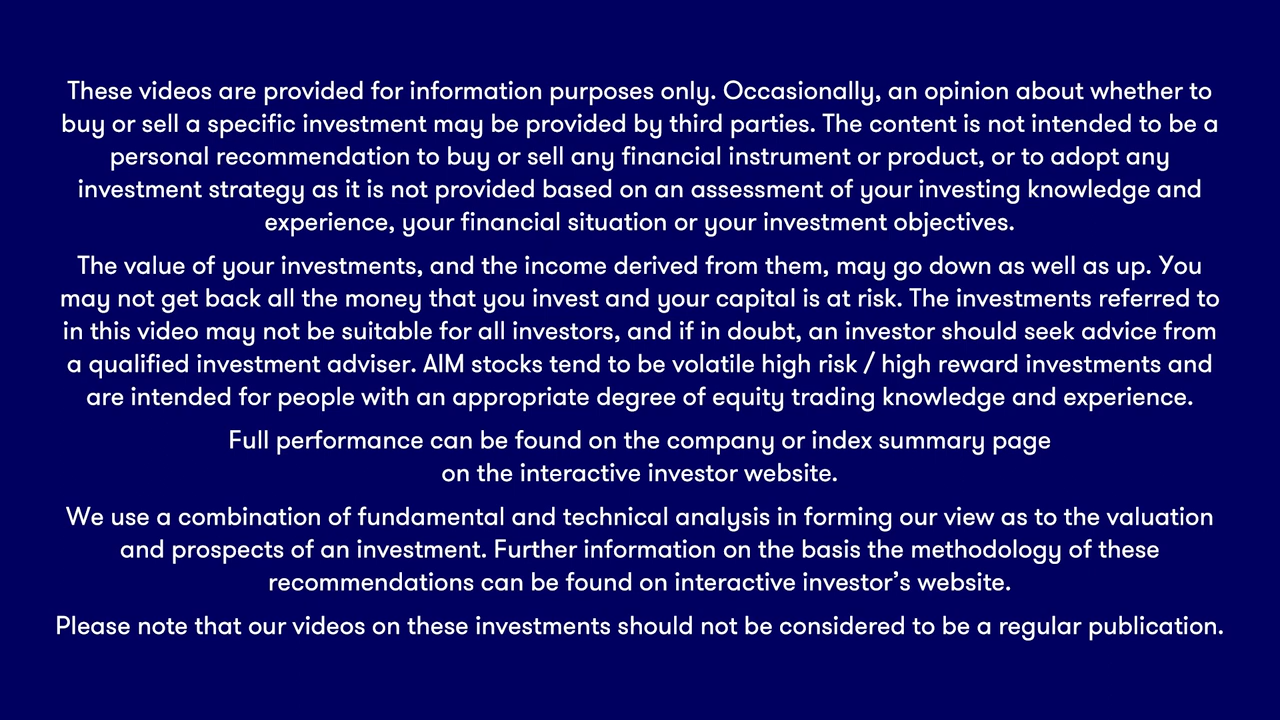 These videos are provided for information purposes only. Occasionally, an opinion about whether to
buy or sell a specific investment may be provided by third parties. The content is not intended to be a
personal recommendation to buy or sell any financial instrument or product, or to adopt any
investment strategy as it is not provided based on an assessment of your investing knowledge and
experience, your financial situation or your investment objectives.
The value of your investments, and the income derived from them, may go down as well as up. You
may not get back all the money that you invest and your capital is at risk. The investments referred to
in this video may not be suitable for all investors, and if in doubt, an investor should seek advice from
a qualified investment adviser. AIM stocks tend to be volatile high risk / high reward investments and
are intended for people with an appropriate degree of equity trading knowledge and experience.
Full performance can be found on the company or index summary page
on the interactive investor website.
We use a combination of fundamental and technical analysis in forming our view as to the valuation
and prospects of an investment. Further information on the basis the methodology of these
recommendations can be found on interactive investor’s website.
Please note that our videos on these investments should not be considered to be a regular publication.